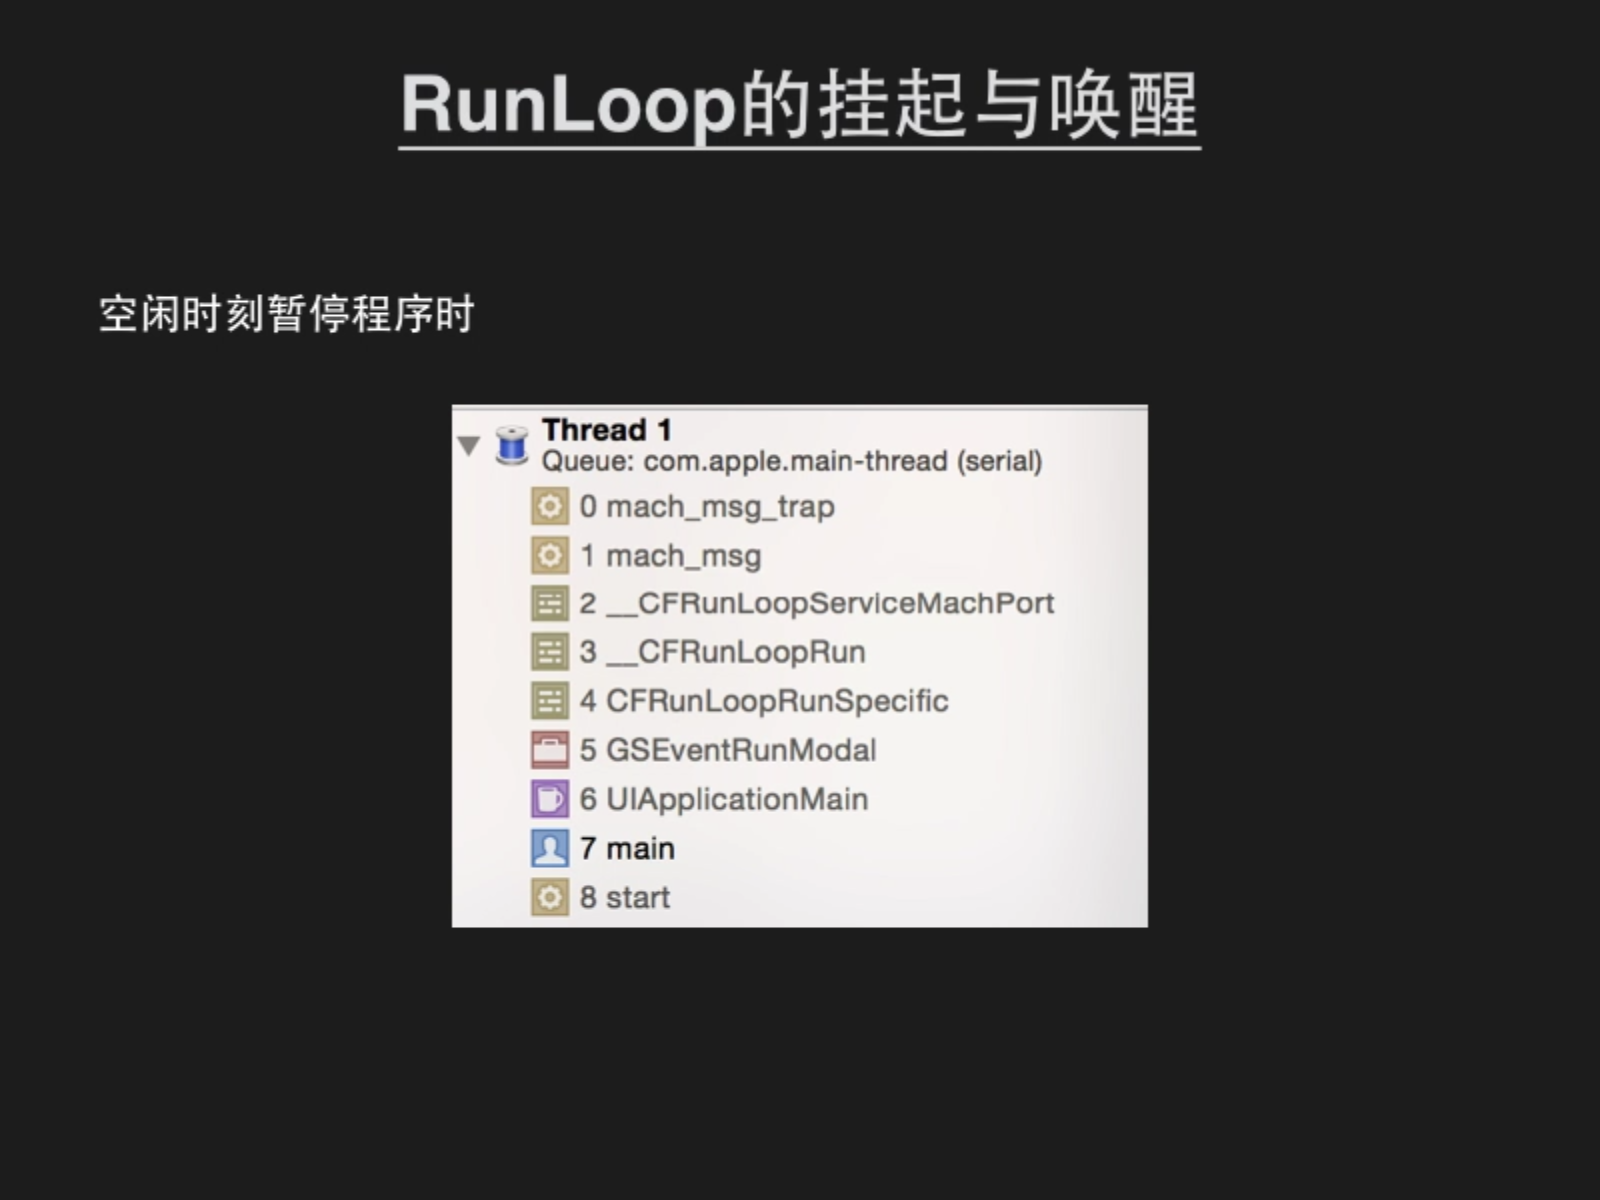 RunLoop的挂起与唤醒
空闲时刻暂停程序时
Thread 1
Queue: com.apple.main-thread (serial)
0 mach_msg_trap
1 mach_msg
2 __CFRunLoopServiceMachPort
3 __CFRunLoopRun
4 CFRunLoopRunSpecific
5 GSEventRunModal
6 UIApplicationMain
7 main
8 start